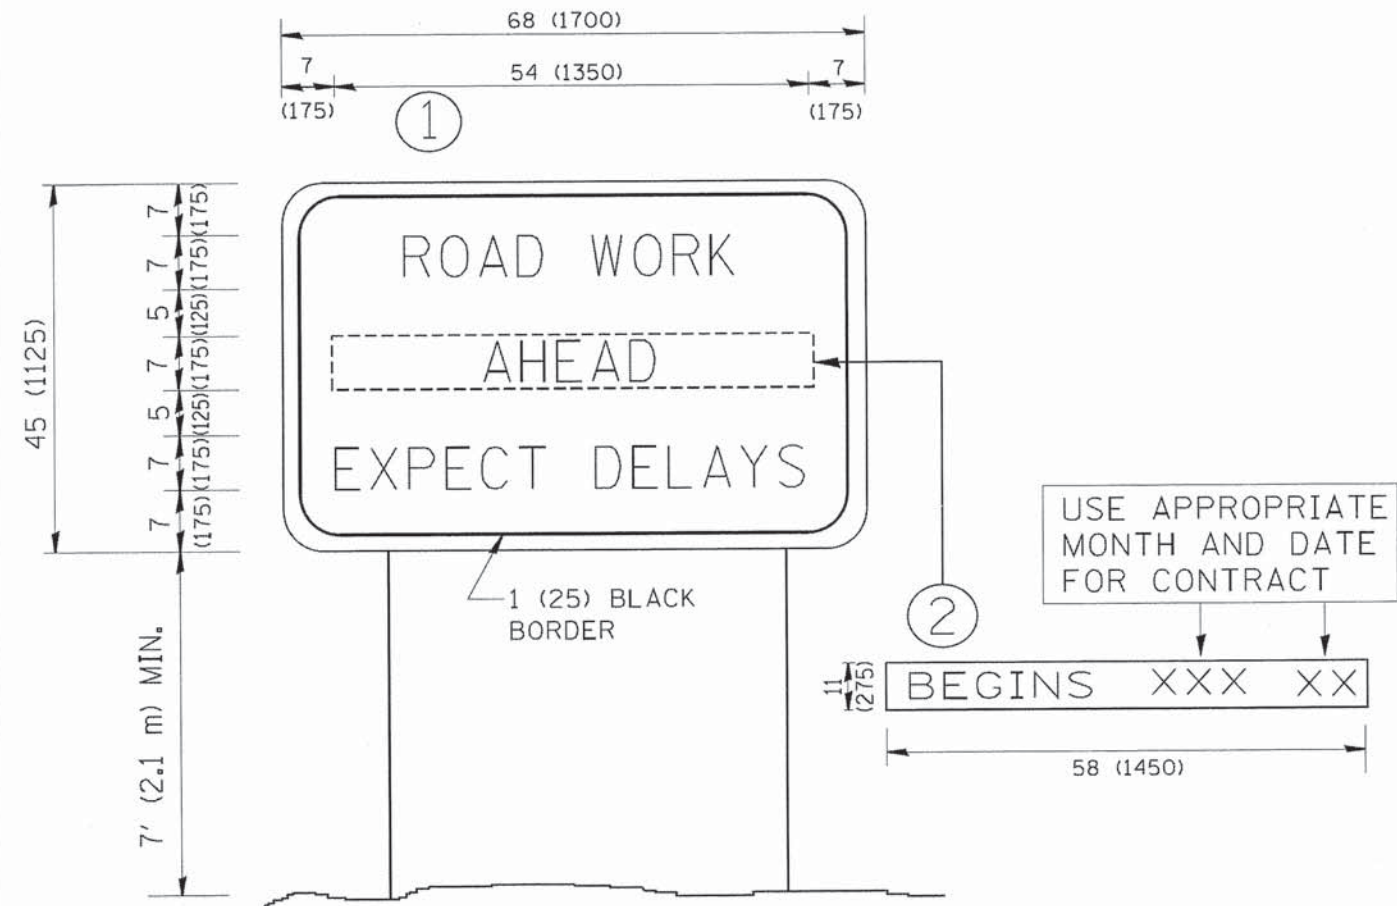 68 (1700)
7 54 (1350) 7
(175) (175)
1
45 (1125)
7 (175)
7 (175)
5 (125)
7 (175)
5 (125)
7 (175)
7 (175)
ROAD WORK
AHEAD
EXPECT DELAYS
1 (25) BLACK
BORDER
7' (2.1 m) MIN.
2
USE APPROPRIATE
MONTH AND DATE
FOR CONTRACT
11
(275)
BEGINS XXX XX
58 (1450)